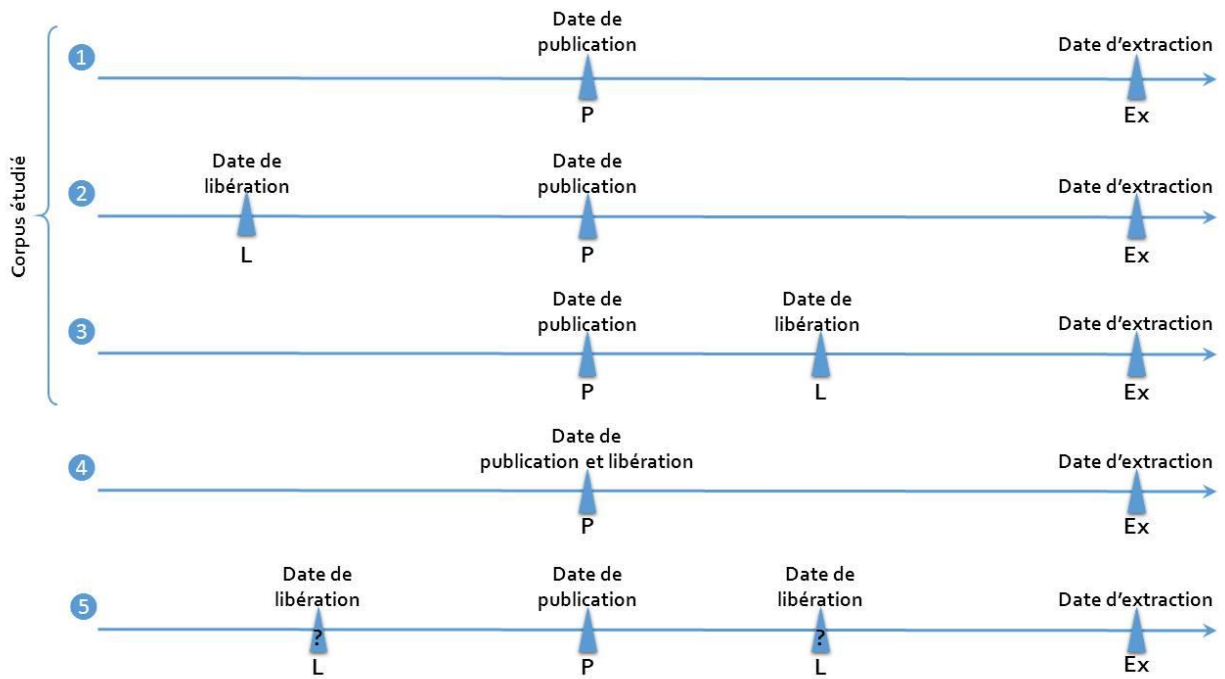 Corpus étudié
1
Date de
publication
Date d'extraction
P
Ex
2
Date de
libération
Date de
publication
Date d'extraction
L
P
Ex
3
Date de
publication
Date de
libération
Date d'extraction
P
L
Ex
4
Date de
publication et libération
Date d'extraction
P
Ex
5
Date de
libération
Date de
publication
Date de
libération
Date d'extraction
?
?
L
P
L
Ex